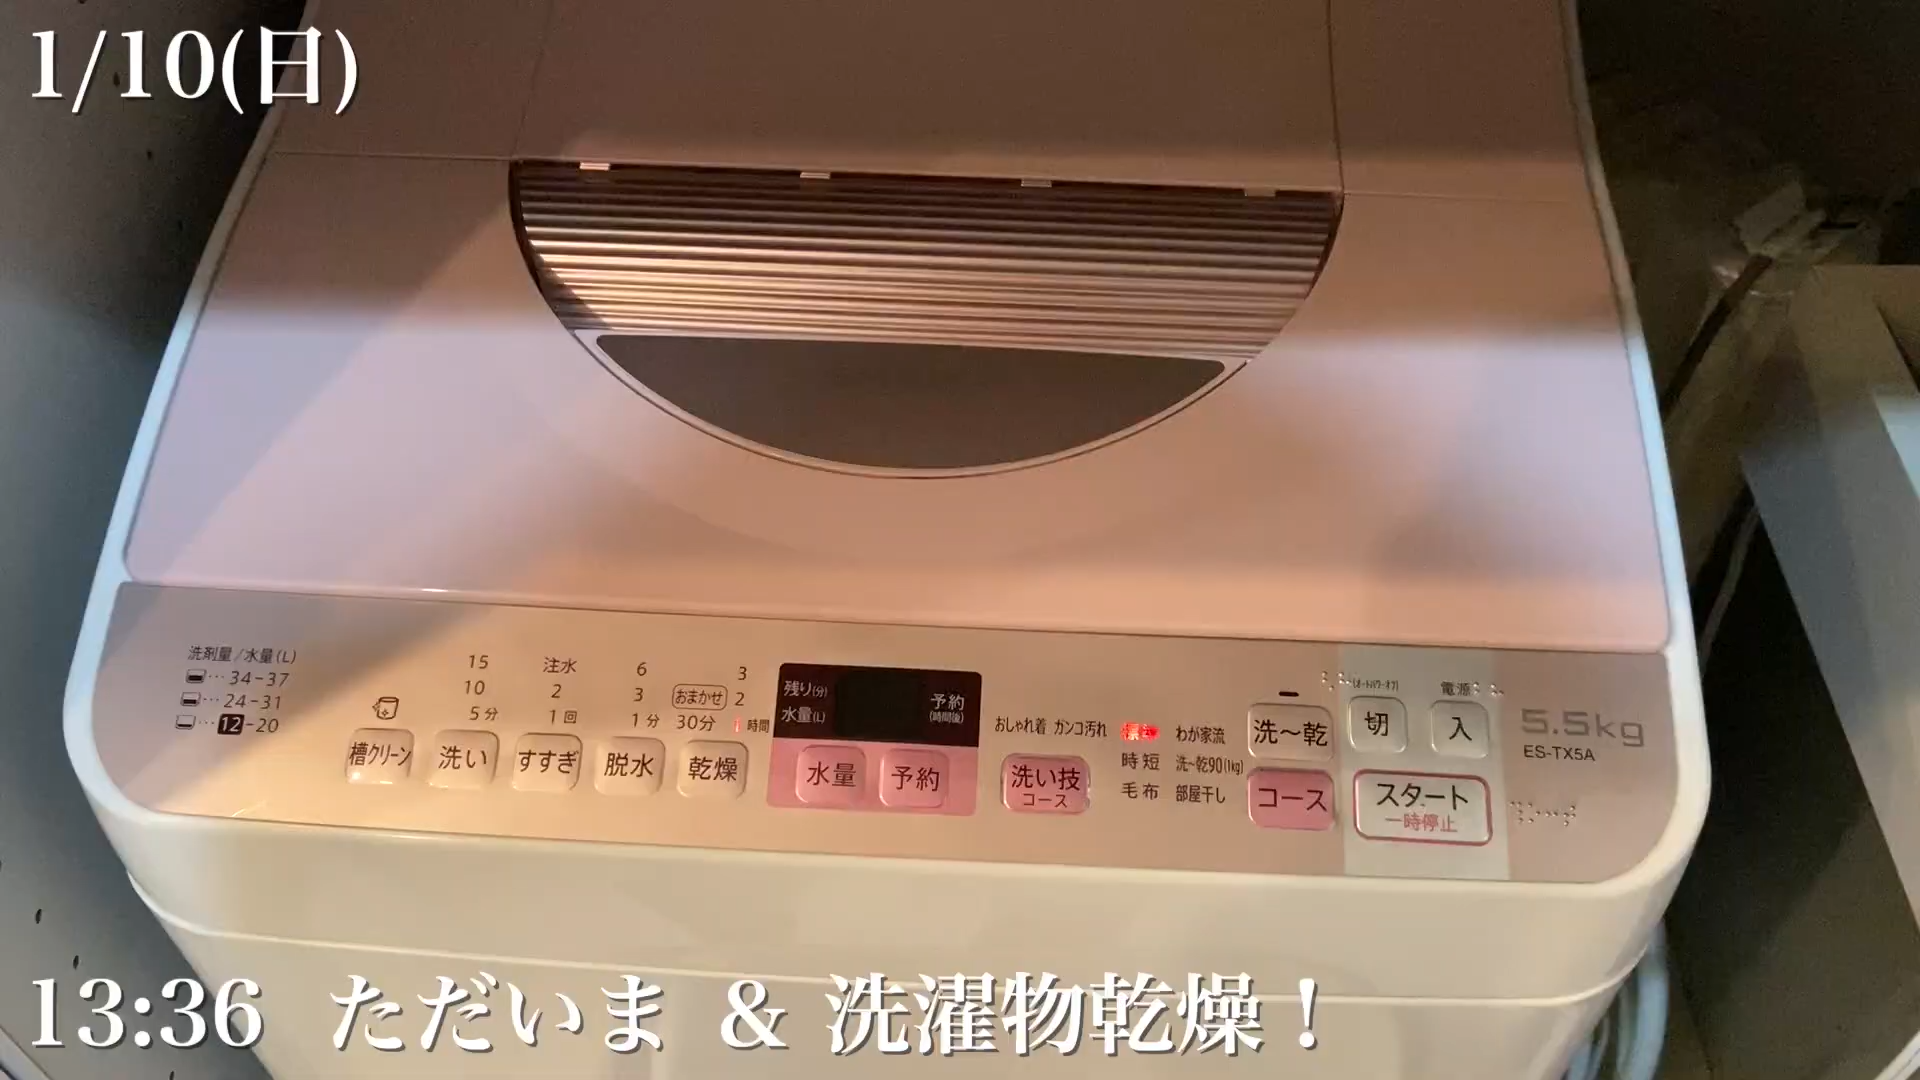 1/10(日)
洗剤量/水量(L)
…34-37
…24-31
…12-20
槽クリーン
15
10
5分
洗い
注水
2
1回
すすぎ
6
3
1分
脱水
3
おまかせ 2
30分 1時間
乾燥
残り(分)
水量(L)
予約
(時間後)
水量
予約
おしゃれ着 ガンコ汚れ
洗い技
コース
わが家流
時短 洗~乾90(1kg)
毛布 部屋干し
洗~乾
コース
切
電源
入
スタート
一時停止
5.5kg
ES-TX5A
13:36 ただいま & 洗濯物乾燥!